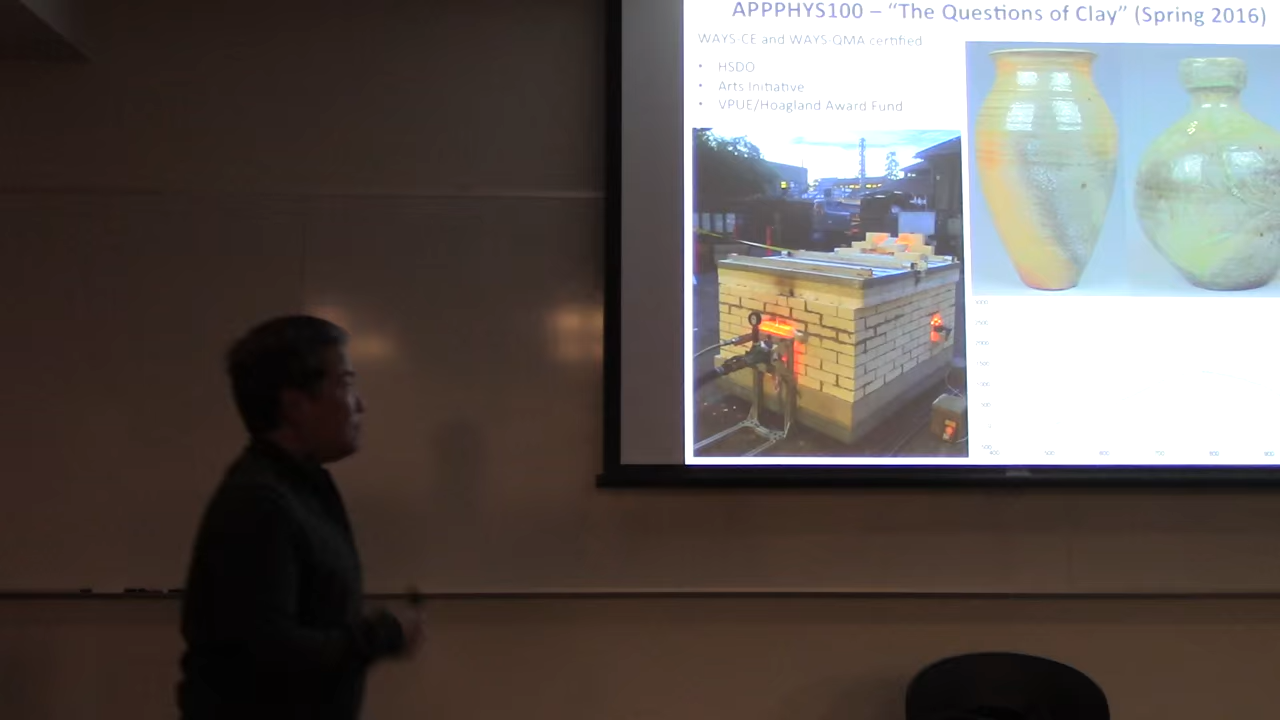 APPPHYS100 – “The Questions of Clay” (Spring 2016)
WAYS-CE and WAYS-QMA certified
• HSDO
• Arts Initiative
• VPUE/Hoagland Award Fund